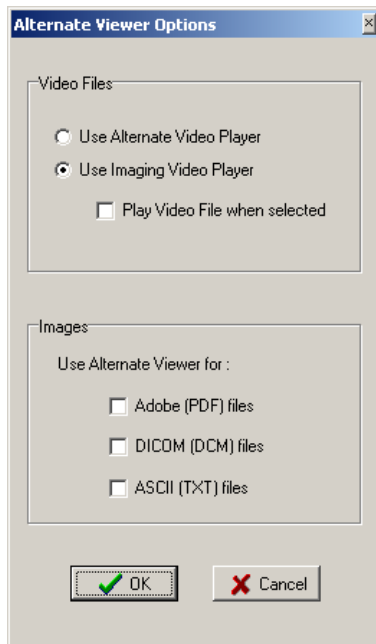 Alternate Viewer Options
Video Files
Use Alternate Video Player
Use Imaging Video Player
Play Video File when selected
Images
Use Alternate Viewer for :
Adobe (PDF) files
DICOM (DCM) files
ASCII (TXT) files
OK Cancel